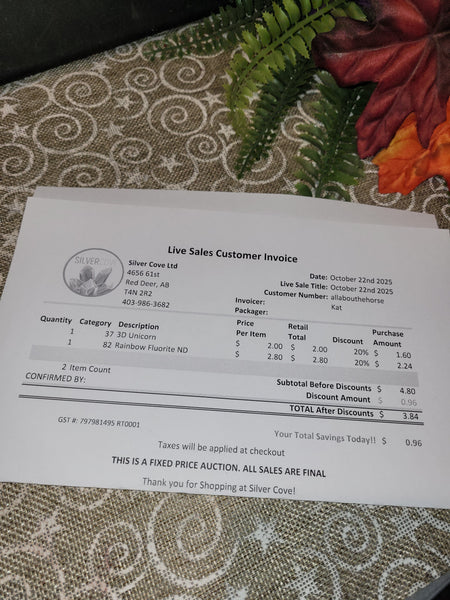 Live Sales Customer Invoice
SILVERCOVE
Silver Cove Ltd
4656 61st
Red Deer, AB
T4N 2R2
403-986-3682
Date: October 22nd 2025
Live Sale Title: October 22nd 2025
Customer Number: allaboutthehorse
Invoicer: Kat
Packager:
Quantity Category Description Price Per Item Retail Total Discount Purchase Amount
1 37 3D Unicorn $ 2.00 $ 2.00 20% $ 1.60
1 82 Rainbow Fluorite ND $ 2.80 $ 2.80 20% $ 2.24
2 Item Count
Subtotal Before Discounts $ 4.80
CONFIRMED BY:
Discount Amount $ 0.96
TOTAL After Discounts $ 3.84
GST #: 797981495 RT0001
Your Total Savings Today!! $ 0.96
Taxes will be applied at checkout
THIS IS A FIXED PRICE AUCTION. ALL SALES ARE FINAL
Thank you for Shopping at Silver Cove!